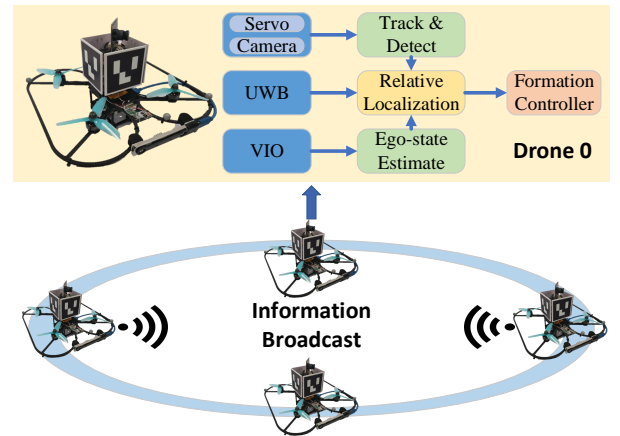 Servo
Camera
Track &
Detect
UWB
Relative
Localization
Formation
Controller
VIO
Ego-state
Estimate
Drone 0
Information
Broadcast